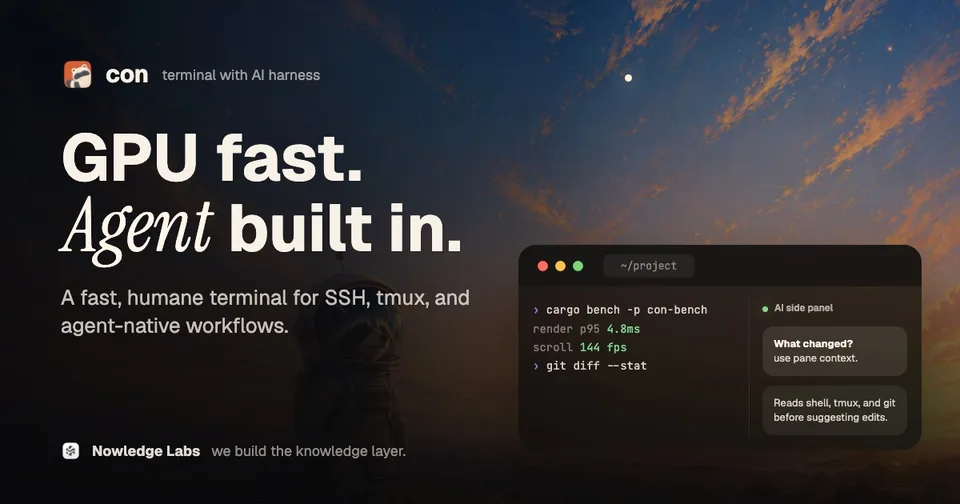 con terminal with AI harness
GPU fast.
Agent built in.
A fast, humane terminal for SSH, tmux, and
agent-native workflows.
~/project
› cargo bench -p con-bench
render p95 4.8ms
scroll 144 fps
› git diff --stat
AI side panel
What changed?
use pane context.
Reads shell, tmux, and git
before suggesting edits.
Nowledge Labs we build the knowledge layer.